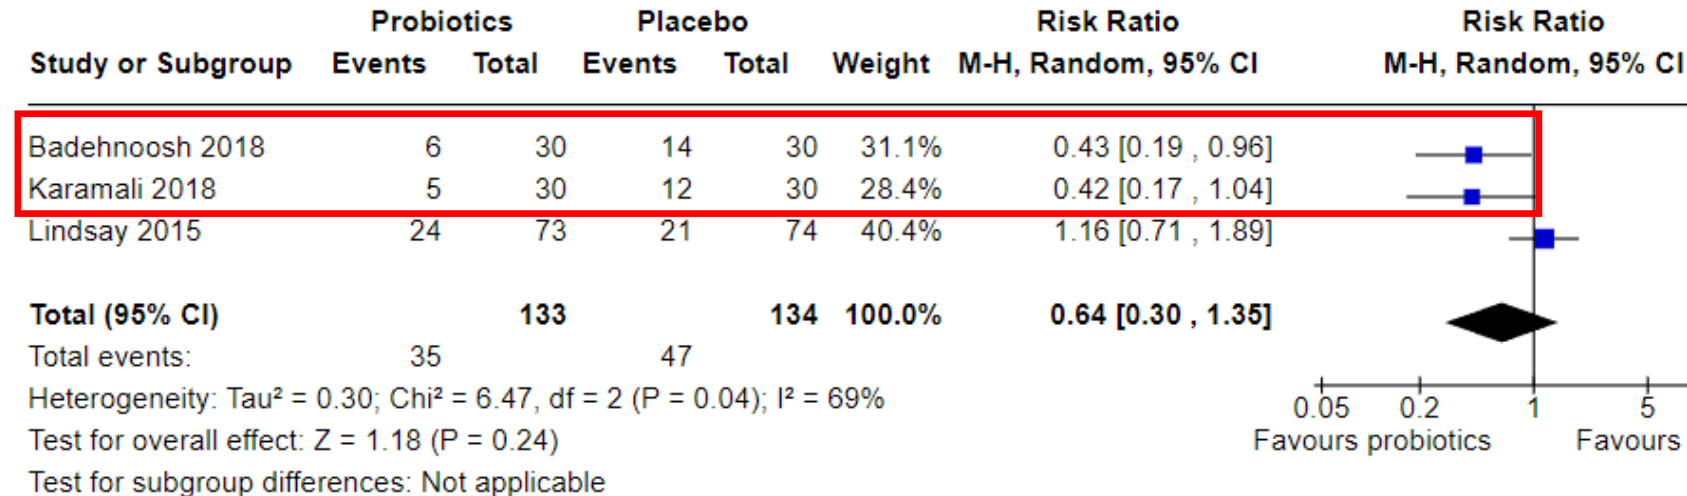 Probiotics Placebo Risk Ratio Risk Ratio
Study or Subgroup Events Total Events Total Weight M-H, Random, 95% CI M-H, Random, 95% CI
Badehnoosh 2018 6 30 14 30 31.1% 0.43 [0.19 , 0.96]
Karamali 2018 5 30 12 30 28.4% 0.42 [0.17 , 1.04]
Lindsay 2015 24 73 21 74 40.4% 1.16 [0.71 , 1.89]
Total (95% CI) 133 134 100.0% 0.64 [0.30 , 1.35]
Total events: 35 47
Heterogeneity: Tau² = 0.30; Chi² = 6.47, df = 2 (P = 0.04); I² = 69%
0.05 0.2 1 5
Test for overall effect: Z = 1.18 (P = 0.24)
Favours probiotics Favours
Test for subgroup differences: Not applicable